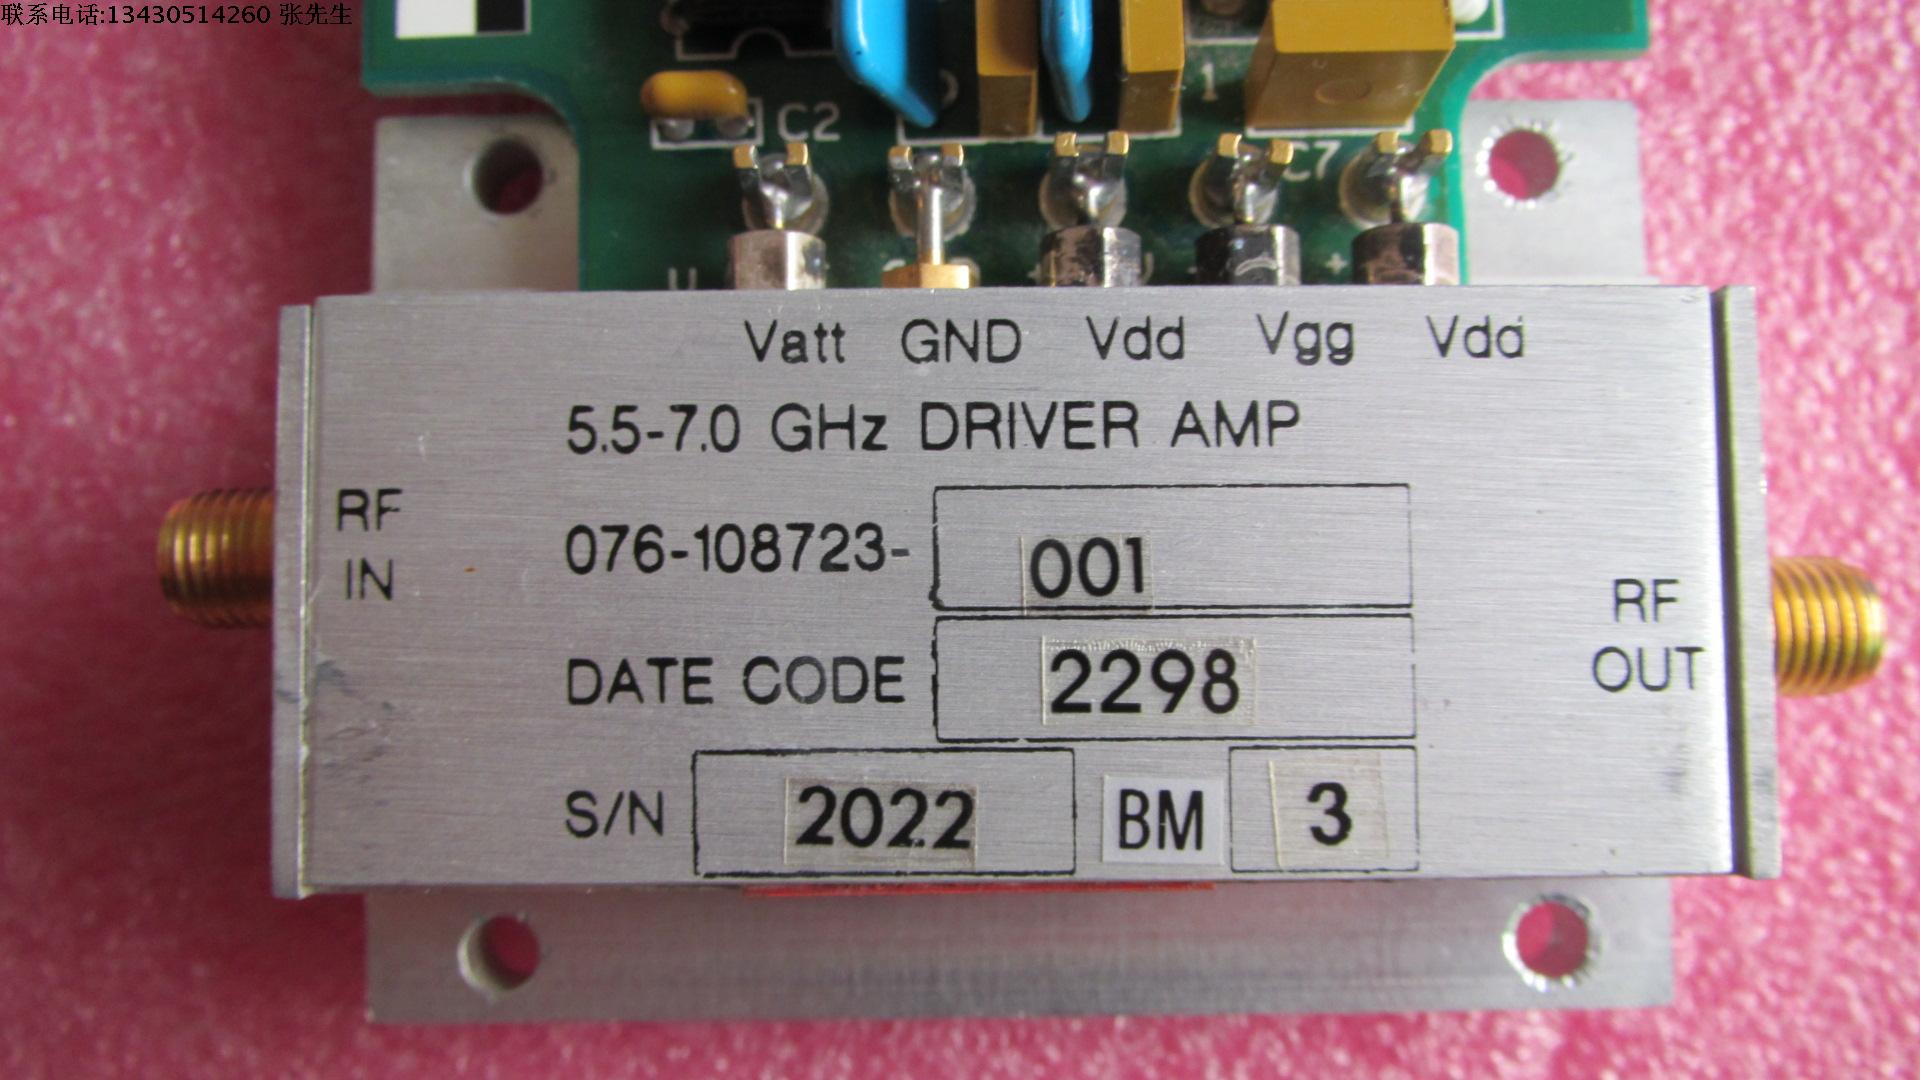 联系电话:13430514260 张先生
C2
1
C7
Vatt GND Vdd Vgg Vdd
5.5-7.0 GHz DRIVER AMP
RF
IN
076-108723- 001
RF
OUT
DATE CODE 2298
S/N 2022 BM 3